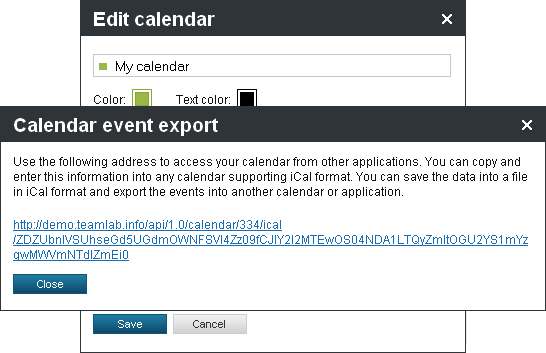 Edit calendar
My calendar
Color:
Text color:
Calendar event export
Use the following address to access your calendar from other applications. You can copy and
enter this information into any calendar supporting iCal format. You can save the data into a file
in iCal format and export the events into another calendar or application.
http://demo.teamlab.info/api/1.0/calendar/334/ical
Close
Save
Cancel